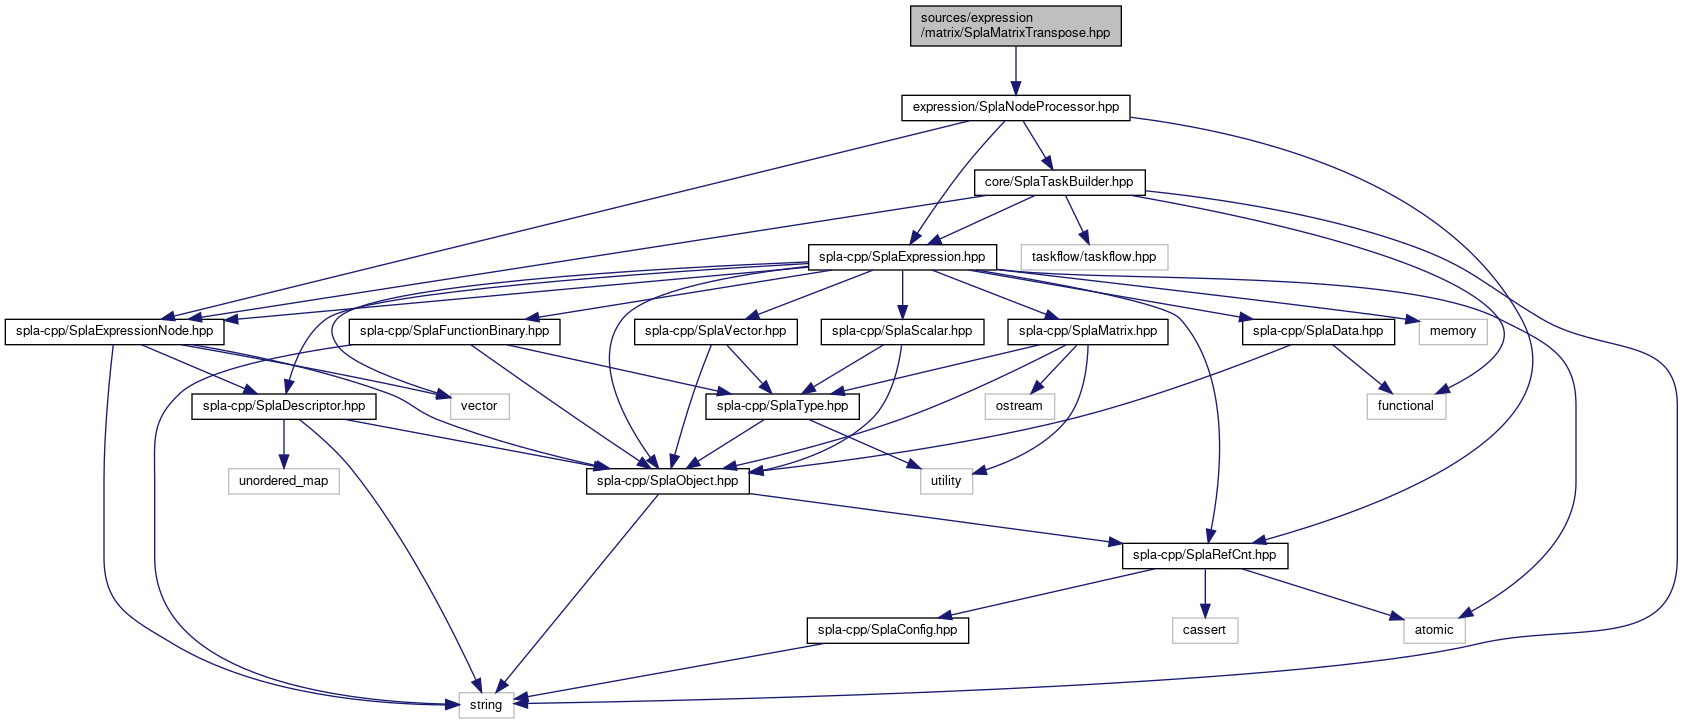 sources/expression
/matrix/SplaMatrixTranspose.hpp
expression/SplaNodeProcessor.hpp
core/SplaTaskBuilder.hpp
spla-cpp/SplaExpression.hpp
taskflow/taskflow.hpp
spla-cpp/SplaExpressionNode.hpp
spla-cpp/SplaFunctionBinary.hpp
spla-cpp/SplaVector.hpp
spla-cpp/SplaScalar.hpp
spla-cpp/SplaMatrix.hpp
spla-cpp/SplaData.hpp
memory
spla-cpp/SplaDescriptor.hpp
vector
spla-cpp/SplaType.hpp
ostream
functional
unordered_map
spla-cpp/SplaObject.hpp
utility
spla-cpp/SplaRefCnt.hpp
spla-cpp/SplaConfig.hpp
cassert
atomic
string